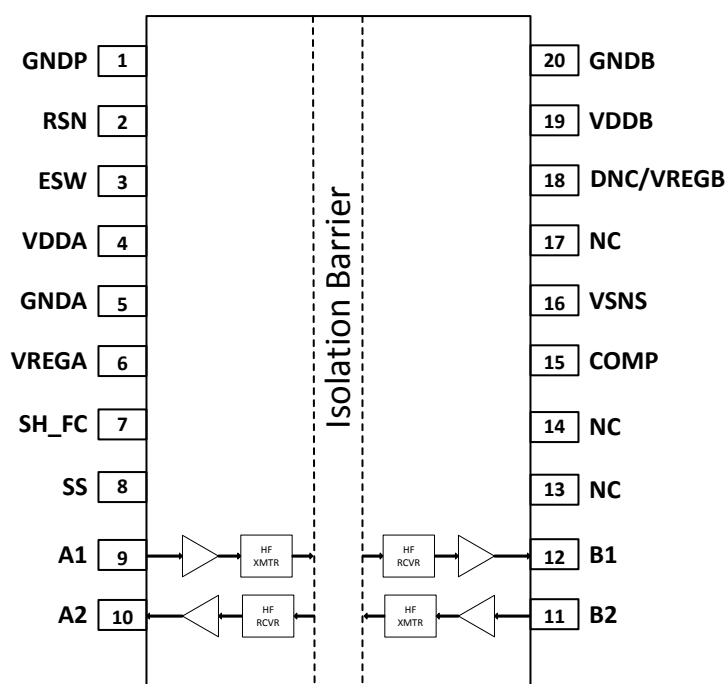 GNDP 1 20 GNDB
RSN 2 19 VDDB
ESW 3 18 DNC/VREGB
VDDA 4 17 NC
GNDA 5 16 VSNS
VREGA 6 15 COMP
SH_FC 7 14 NC
SS 8 13 NC
Isolation Barrier
A1 9 HF XMTR HF RCVR 12 B1
A2 10 HF RCVR HF XMTR 11 B2